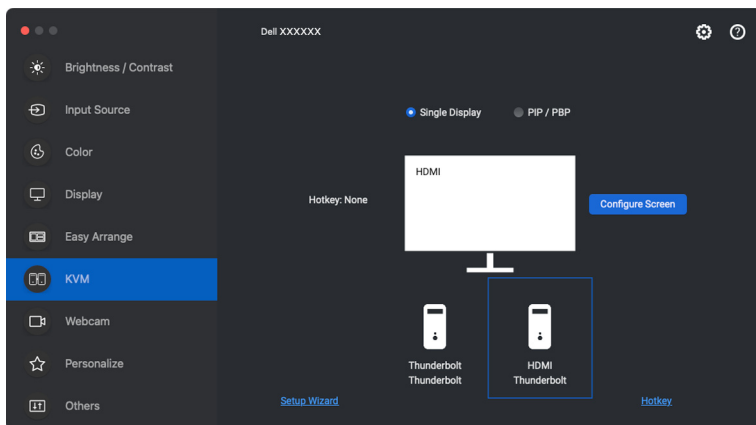 Dell XXXXXX
Brightness / Contrast
Input Source
Color
Display
Easy Arrange
KVM
Webcam
Personalize
Others
Single Display
PIP / PBP
HDMI
Hotkey: None
Configure Screen
Thunderbolt
Thunderbolt
HDMI
Thunderbolt
Setup Wizard
Hotkey